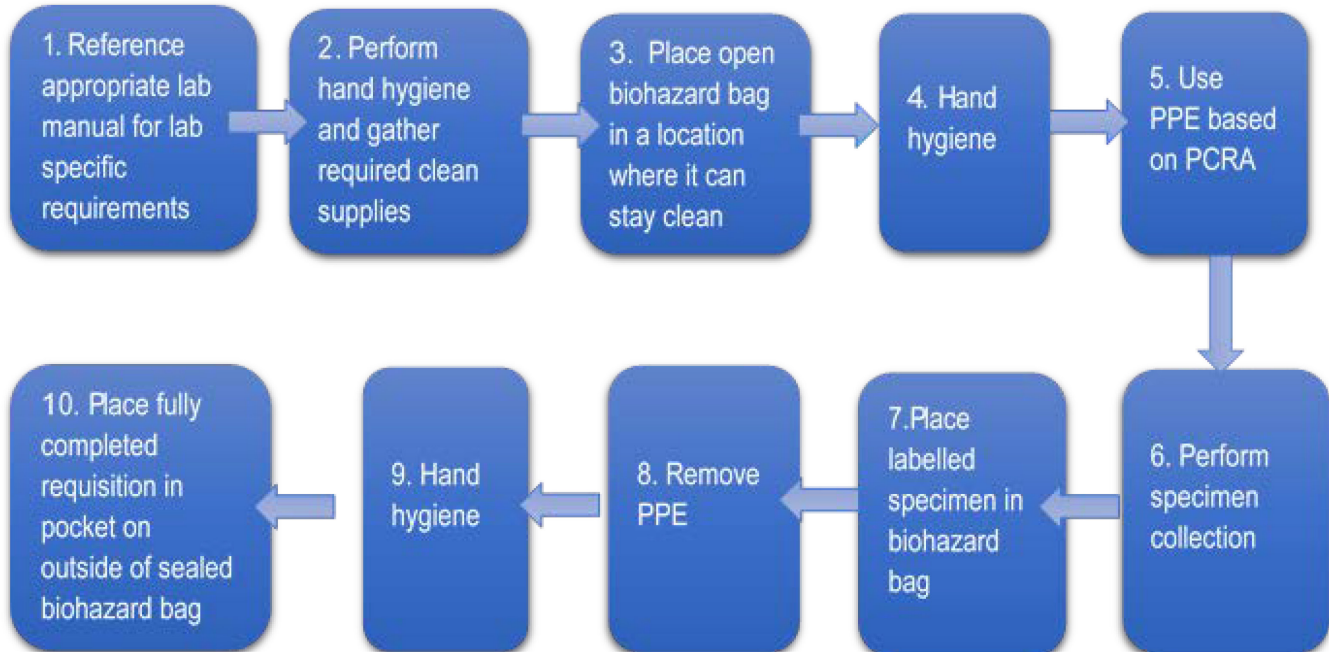 1. Reference
appropriate lab
manual for lab
specific
requirements
2. Perform
hand hygiene
and gather
required clean
supplies
3. Place open
biohazard bag
in a location
where it can
stay clean
4. Hand
hygiene
5. Use
PPE based
on PCRA
6. Perform
specimen
collection
7.Place
labelled
specimen in
biohazard
bag
8. Remove
PPE
9. Hand
hygiene
10. Place fully
completed
requisition in
pocket on
outside of sealed
biohazard bag